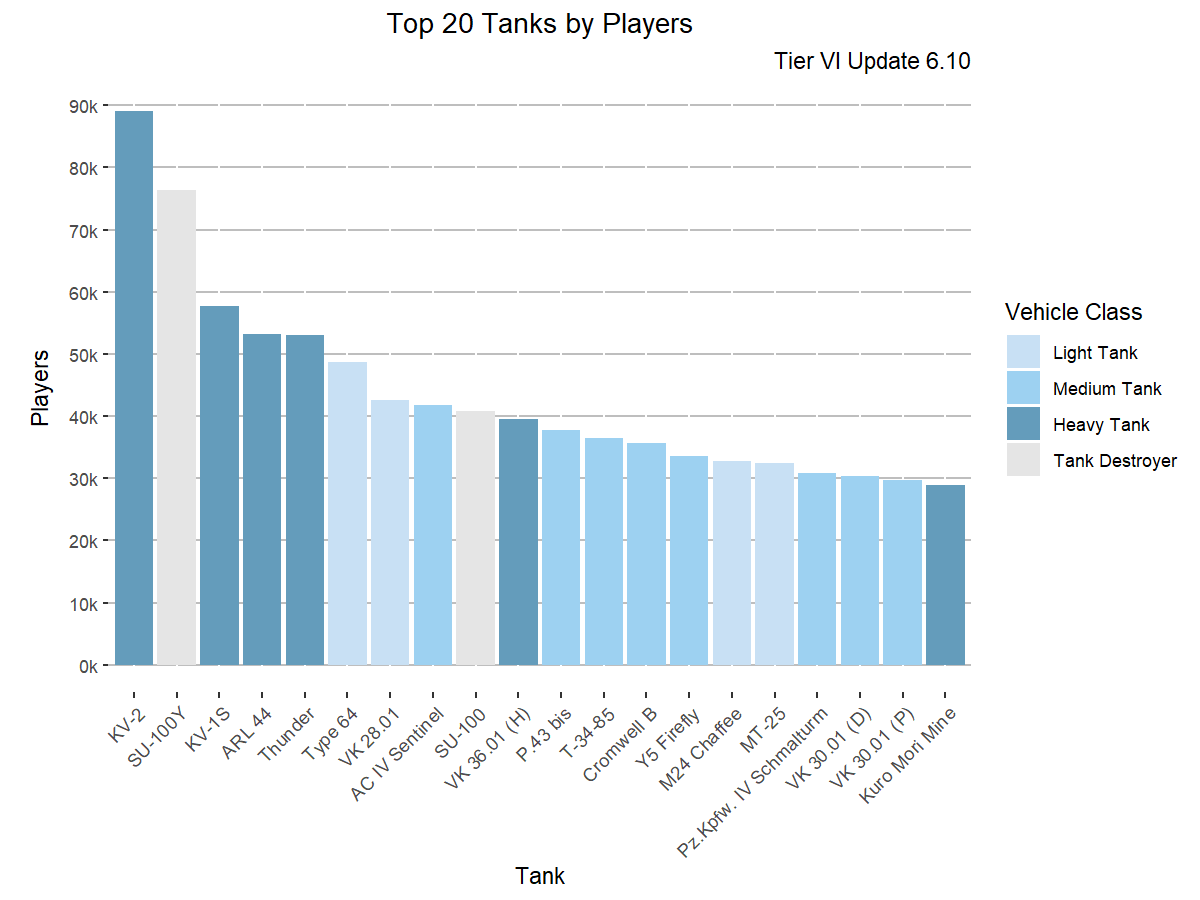 Top 20 Tanks by Players
Tier VI Update 6.10
90k
80k
70k
60k
50k
40k
30k
20k
10k
0k
Players
KV-2
SU-100Y
KV-1S
ARL 44
Thunder
Type 64
VK 28.01
AC IV Sentinel
SU-100
VK 36.01 (H)
P.43 bis
T-34-85
Cromwell B
Y5 Firefly
M24 Chaffee
MT-25
Pz.Kpfw. IV Schmalturm
VK 30.01 (D)
VK 30.01 (P)
Kuro Mori Mine
Tank
Vehicle Class
Light Tank
Medium Tank
Heavy Tank
Tank Destroyer